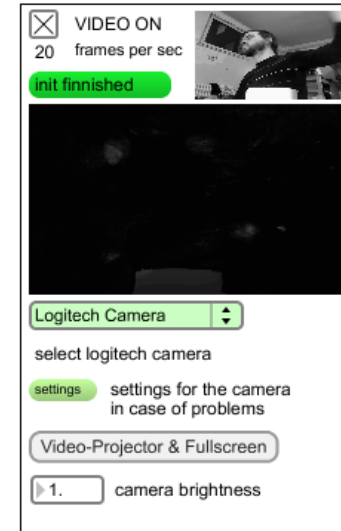 VIDEO ON
20 frames per sec
init finnished
Logitech Camera
select logitech camera
settings settings for the camera
in case of problems
Video-Projector & Fullscreen
1. camera brightness